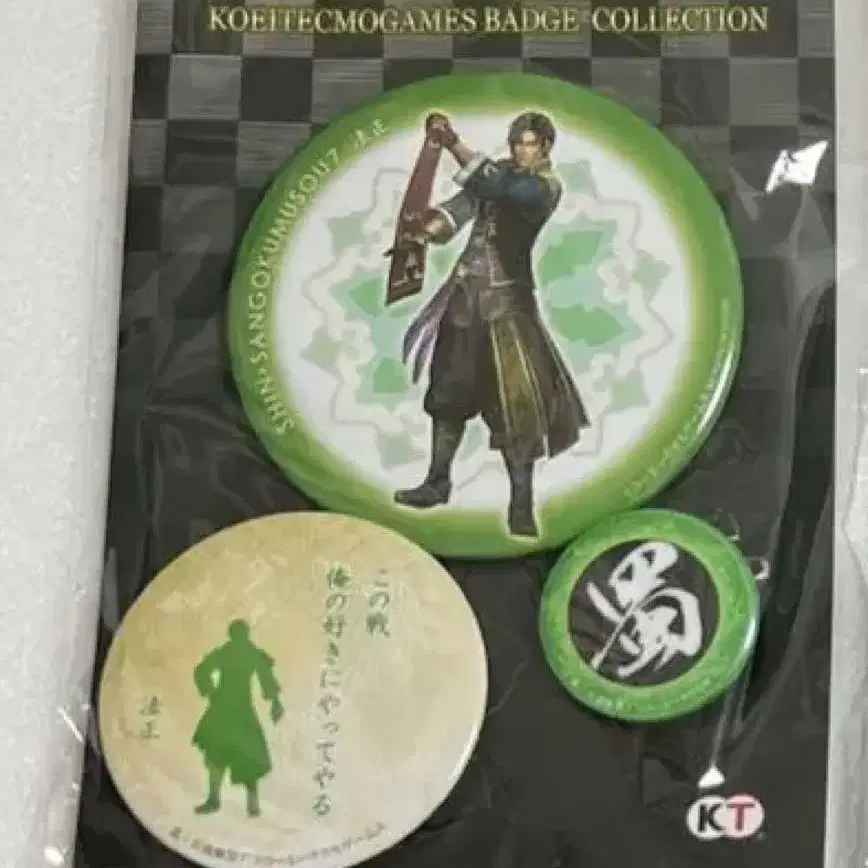 KOEITECMOGAMES BADGE COLLECTION
SHIN・SANGOKUMUSOU7 法正
この戦
俺の好きにやってやる
法正
蜀
KT